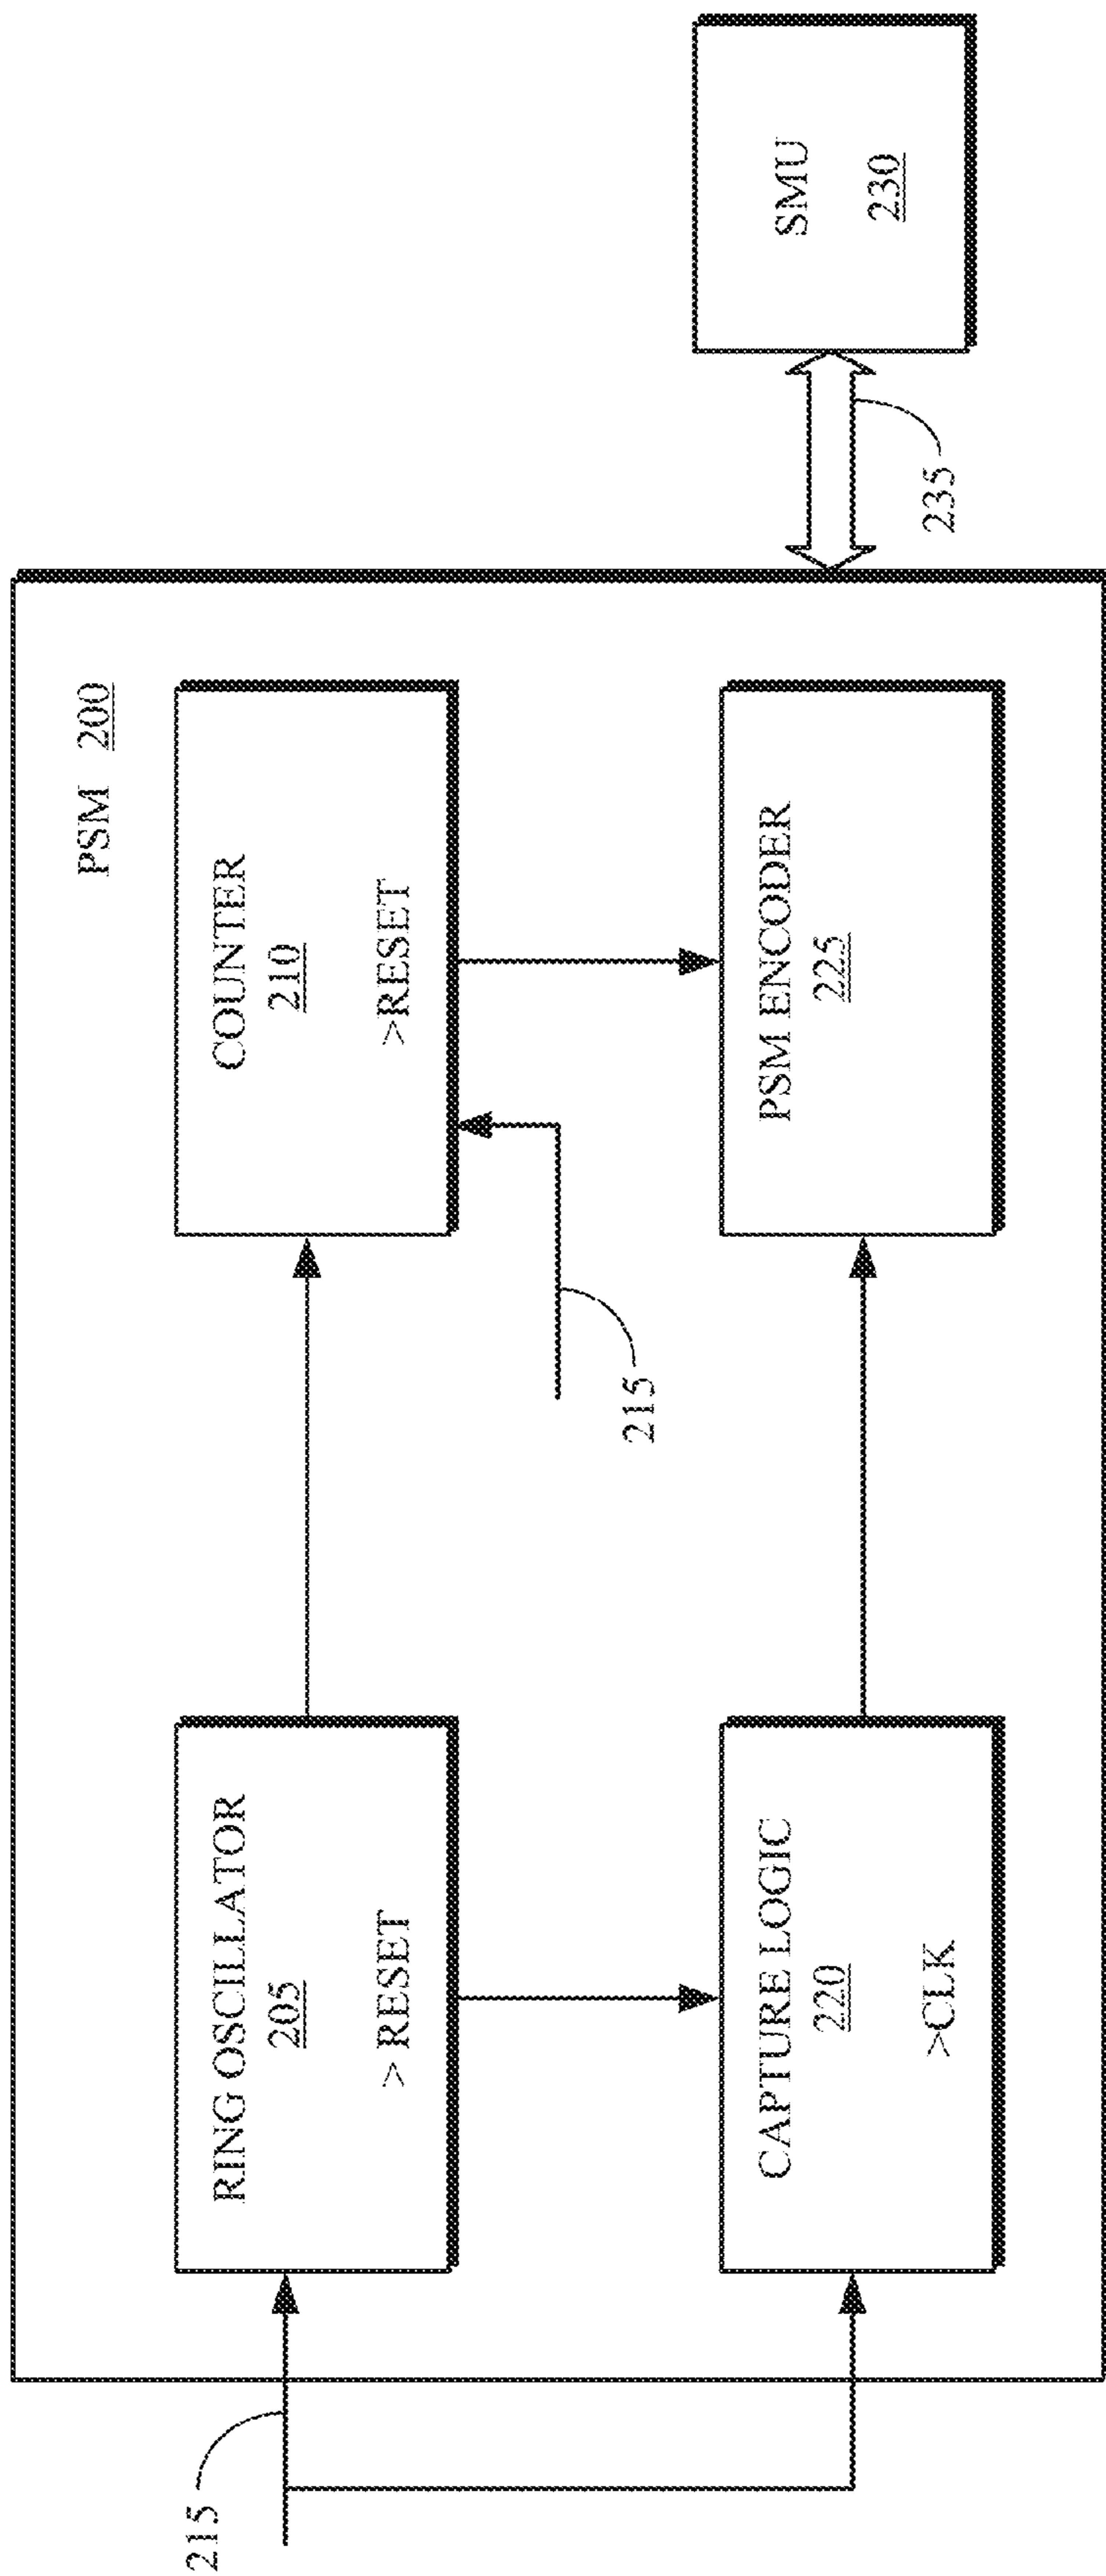 PSM 200
215
RING OSCILLATOR
205
> RESET
COUNTER
210
>RESET
215
CAPTURE LOGIC
220
>CLK
PSM ENCODER
225
235
SMU
230